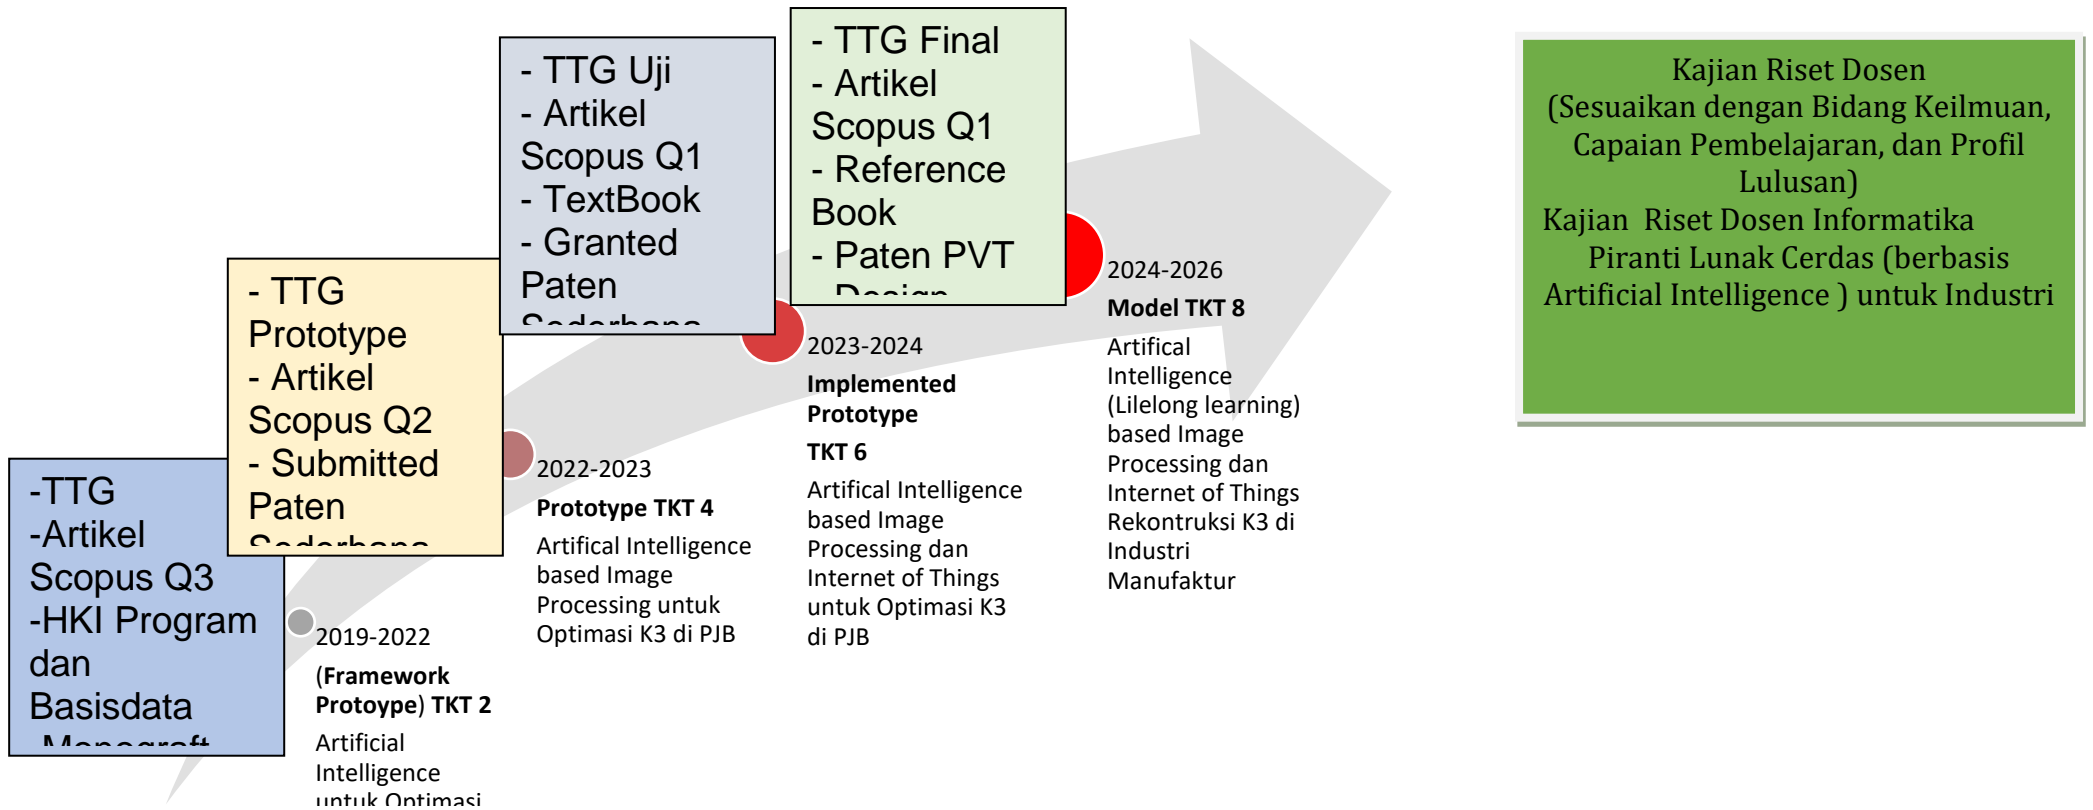 -TTG
-Artikel
Scopus Q3
-HKI Program
dan
Basisdata
- TTG
Prototype
- Artikel
Scopus Q2
- Submitted
Paten
- TTG Uji
- Artikel
Scopus Q1
- TextBook
- Granted
Paten
- TTG Final
- Artikel
Scopus Q1
- Reference
Book
- Paten PVT
2019-2022
(Framework
Protoype) TKT 2
Artificial
Intelligence
untuk Optimasi
2022-2023
Prototype TKT 4
Artifical Intelligence
based Image
Processing untuk
Optimasi K3 di PJB
2023-2024
Implemented
Prototype
TKT 6
Artifical Intelligence
based Image
Processing dan
Internet of Things
untuk Optimasi K3
di PJB
2024-2026
Model TKT 8
Artifical
Intelligence
(Lilelong learning)
based Image
Processing dan
Internet of Things
Rekontruksi K3 di
Industri
Manufaktur
Kajian Riset Dosen
(Sesuaikan dengan Bidang Keilmuan,
Capaian Pembelajaran, dan Profil
Lulusan)
Kajian Riset Dosen Informatika
Piranti Lunak Cerdas (berbasis
Artificial Intelligence ) untuk Industri